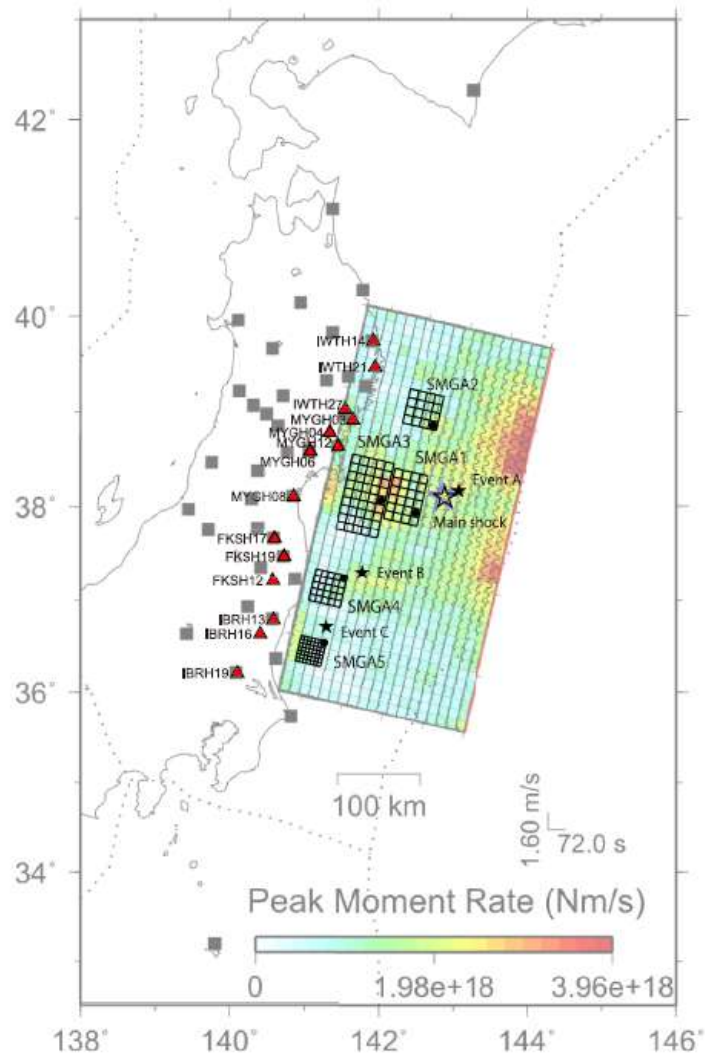 42°
40°
38°
36°
34°
138°
140°
142°
144°
146°
IWTH14
IWTH21
IWTH27
MYGH03
MYGH04
MYGH12
MYGH06
MYGH08
FKSH17
FKSH19
FKSH12
IBRH13
IBRH16
IBRH19
SMGA2
SMGA3
SMGA1
Event A
Main shock
Event B
SMGA4
Event C
SMGA5
100 km
1.60 m/s
72.0 s
Peak Moment Rate (Nm/s)
0 1.98e+18 3.96e+18